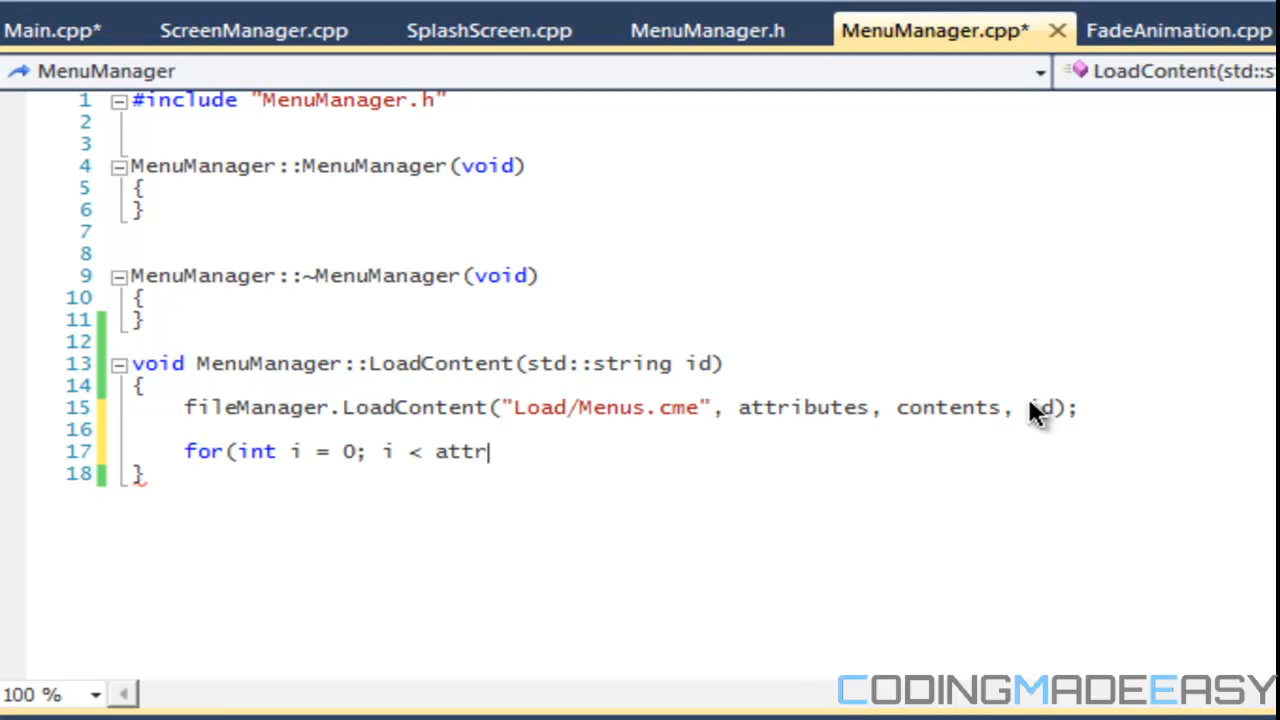 Main.cpp* ScreenManager.cpp SplashScreen.cpp MenuManager.h MenuManager.cpp* FadeAnimation.cpp
MenuManager LoadContent(std::s
1 #include "MenuManager.h"
2
3
4 MenuManager::MenuManager(void)
5 {
6 }
7
8
9 MenuManager::~MenuManager(void)
10 {
11 }
12
13 void MenuManager::LoadContent(std::string id)
14 {
15 fileManager.LoadContent("Load/Menus.cme", attributes, contents, id);
16
17 for(int i = 0; i < attr
18 }
100 %
CODINGMADEEASY